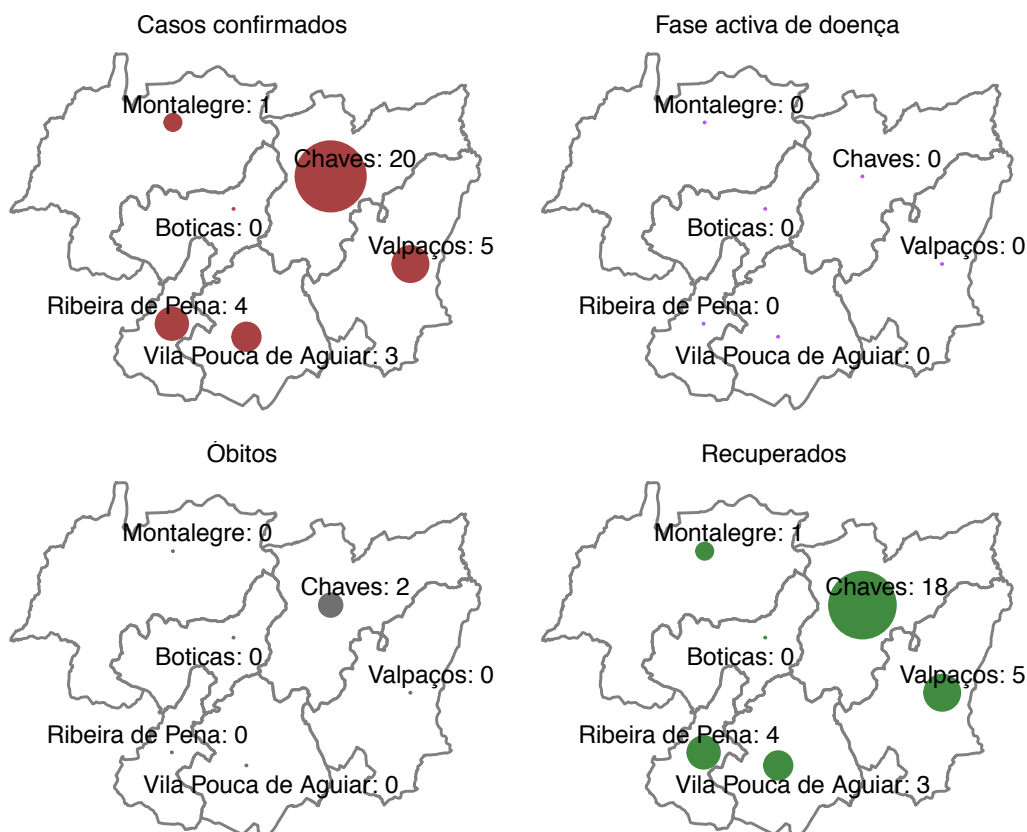 Casos confirmados
Montalegre: 1
Chaves: 20
Boticas: 0
Valpaços: 5
Ribeira de Pena: 4
Vila Pouca de Aguiar: 3
Fase activa de doença
Montalegre: 0
Chaves: 0
Boticas: 0
Valpaços: 0
Ribeira de Pena: 0
Vila Pouca de Aguiar: 0
Óbitos
Montalegre: 0
Chaves: 2
Boticas: 0
Valpaços: 0
Ribeira de Pena: 0
Vila Pouca de Aguiar: 0
Recuperados
Montalegre: 1
Chaves: 18
Boticas: 0
Valpaços: 5
Ribeira de Pena: 4
Vila Pouca de Aguiar: 3